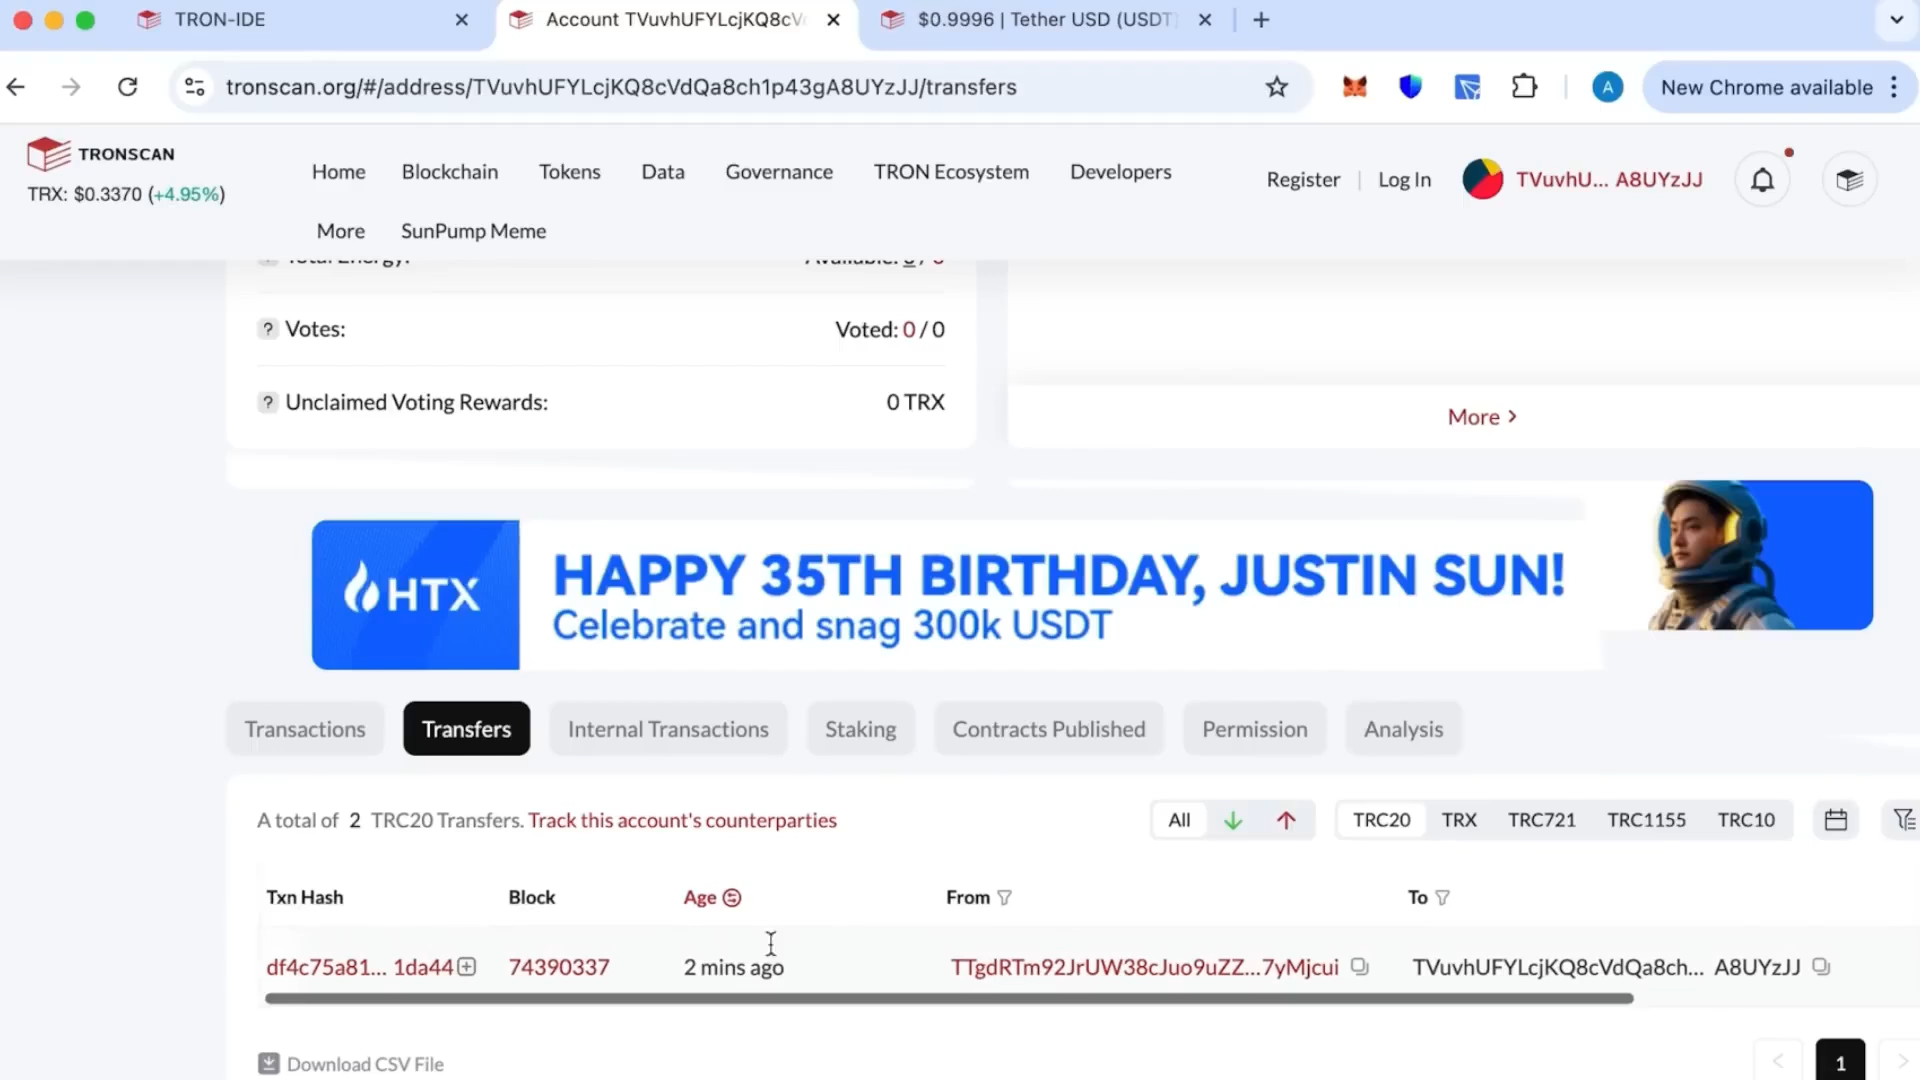 TRON-IDE
Account TVuvhUFYLcjKQ8cV
$0.9996 | Tether USD (USDT)
tronscan.org/#/address/TVuvhUFYLcjKQ8cVdQa8ch1p43gA8UYzJJ/transfers
A
New Chrome available
TRONSCAN
TRX: $0.3370 (+4.95%)
Home Blockchain Tokens Data Governance TRON Ecosystem Developers
More SunPump Meme
Register | Log In
TVuvhU... A8UYzJJ
Total Energy:
Available: 0 / 0
? Votes:
Voted: 0 / 0
? Unclaimed Voting Rewards:
0 TRX
More >
HTX
HAPPY 35TH BIRTHDAY, JUSTIN SUN!
Celebrate and snag 300k USDT
Transactions Transfers Internal Transactions Staking Contracts Published Permission Analysis
A total of 2 TRC20 Transfers. Track this account's counterparties
All
TRC20 TRX TRC721 TRC1155 TRC10
Txn Hash Block Age From To
df4c75a81... 1da44 74390337 2 mins ago TTgdRTm92JrUW38cJuo9uZZ...7yMjcui TVuvhUFYLcjKQ8cVdQa8ch... A8UYzJJ
Download CSV File
< 1 >